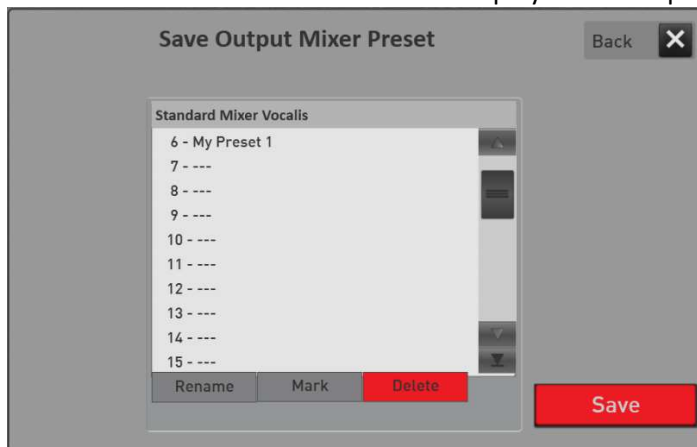 Save Output Mixer Preset
Back
Standard Mixer Vocalis
6 - My Preset 1
7 - ---
8 - ---
9 - ---
10 - ---
11 - ---
12 - ---
13 - ---
14 - ---
15 - ---
Rename Mark Delete
Save